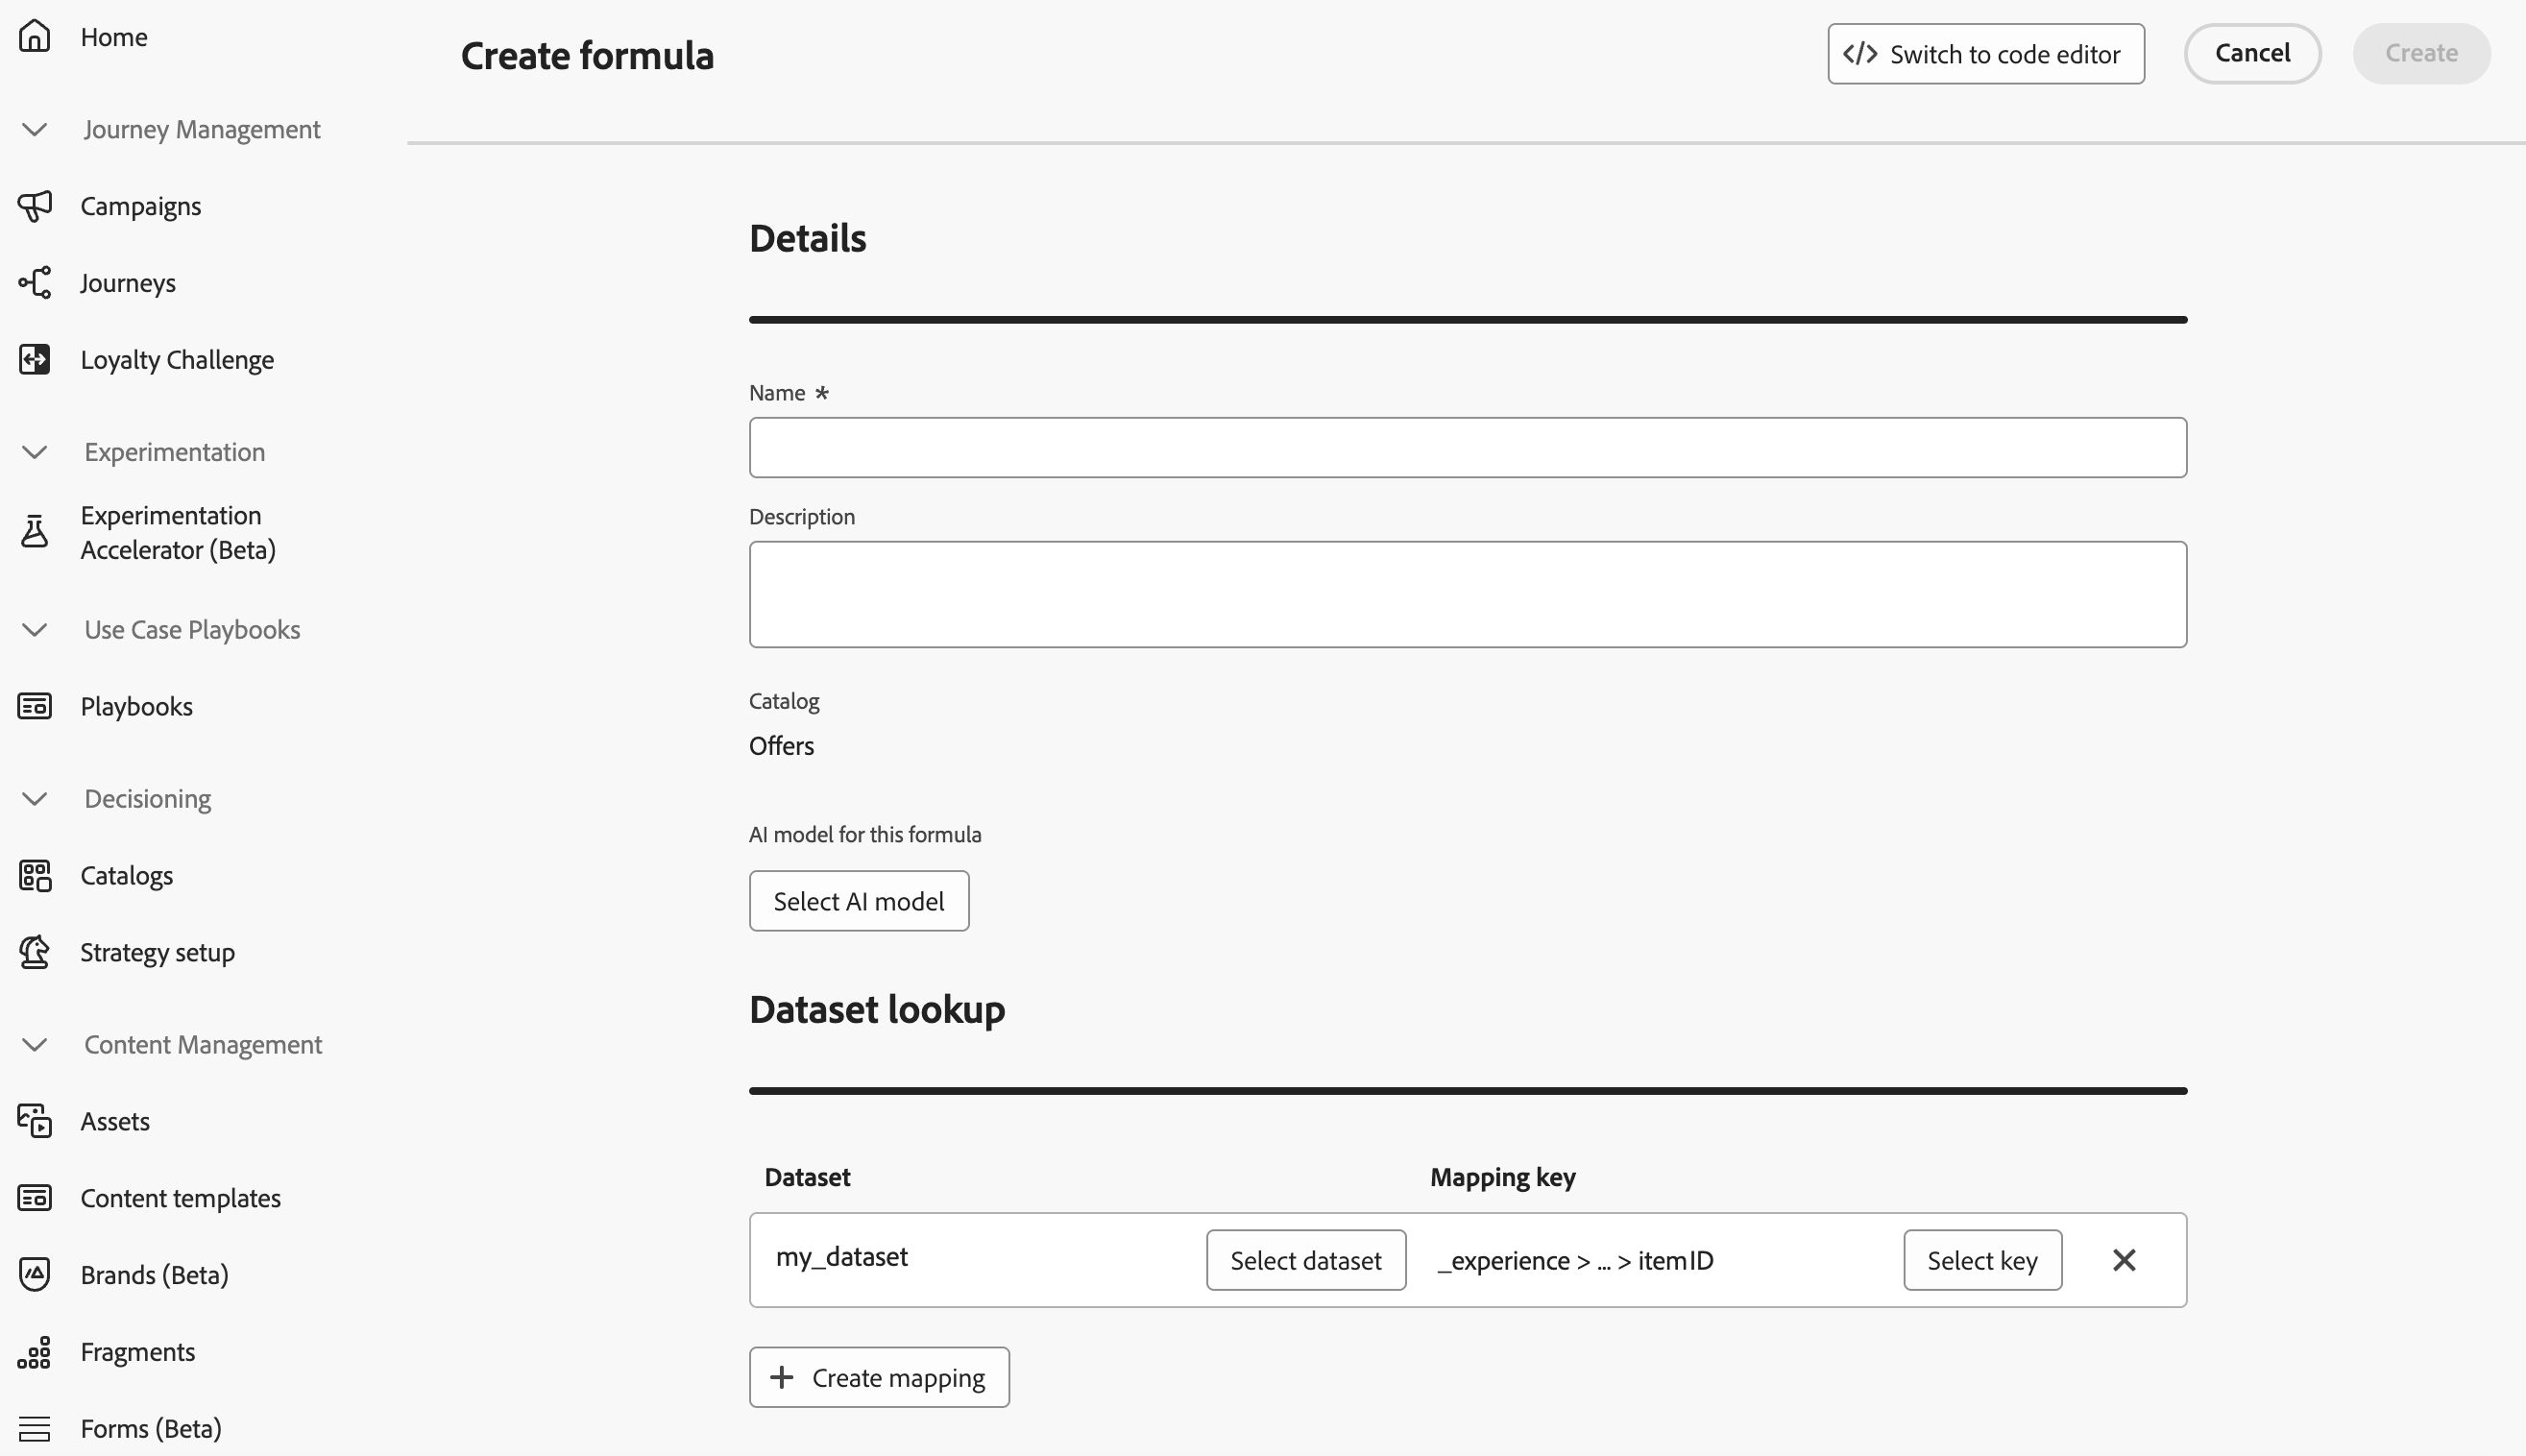 Home
Journey Management
Campaigns
Journeys
Loyalty Challenge
Experimentation
Experimentation
Accelerator (Beta)
Use Case Playbooks
Playbooks
Decisioning
Catalogs
Strategy setup
Content Management
Assets
Content templates
Brands (Beta)
Fragments
Forms (Beta)
Create formula
</> Switch to code editor
Cancel
Create
Details
Name *
Description
Catalog
Offers
AI model for this formula
Select AI model
Dataset lookup
Dataset Mapping key
my_dataset Select dataset _experience > ... > itemID Select key
+ Create mapping